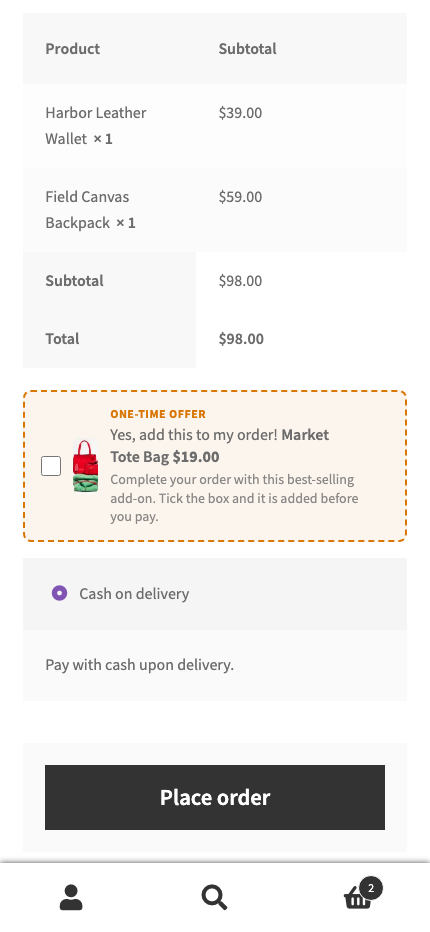 Product Subtotal
Harbor Leather $39.00
Wallet × 1
Field Canvas $59.00
Backpack × 1
Subtotal $98.00
Total $98.00
ONE-TIME OFFER
Yes, add this to my order! Market
Tote Bag $19.00
Complete your order with this best-selling
add-on. Tick the box and it is added before
you pay.
Cash on delivery
Pay with cash upon delivery.
Place order
2